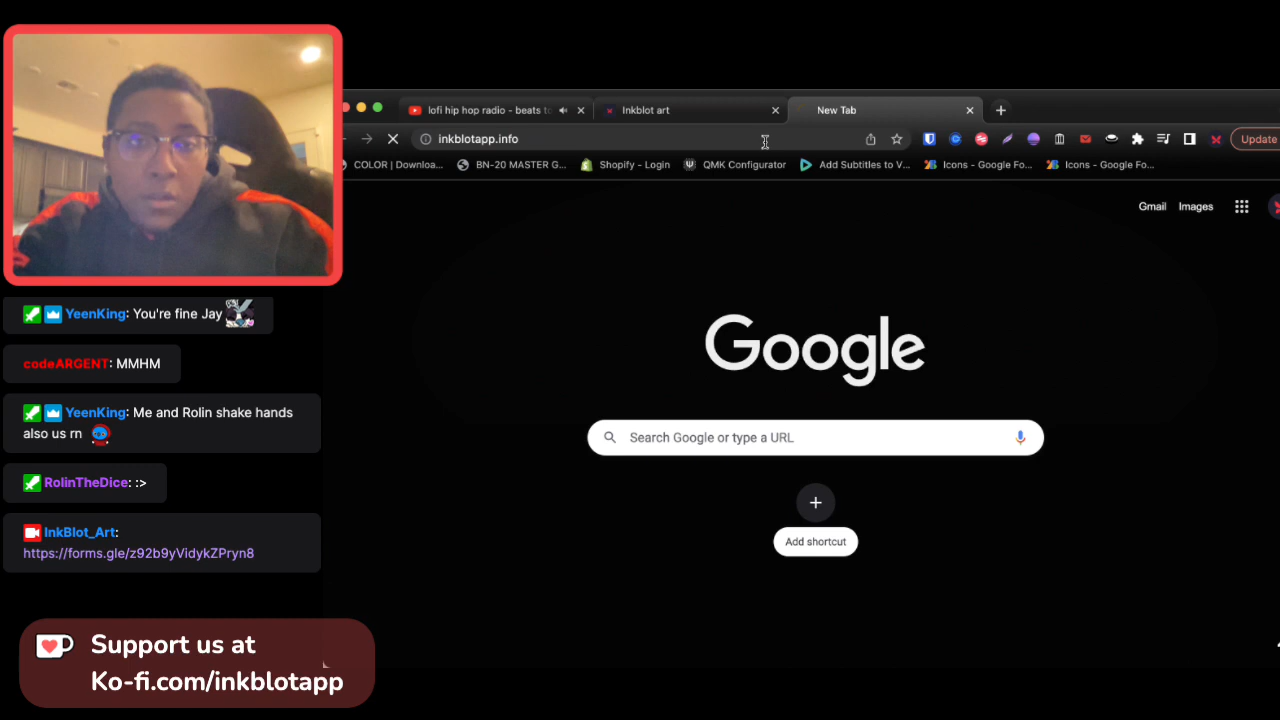 lofi hip hop radio - beats to
Inkblot art
New Tab
inkblotapp.info
Update
COLOR | Downloa...
BN-20 MASTER G...
Shopify - Login
QMK Configurator
Add Subtitles to V...
Icons - Google Fo...
Icons - Google Fo...
Gmail
Images
Google
Search Google or type a URL
Add shortcut
YeenKing: You're fine Jay
codeARGENT: MMHM
YeenKing: Me and Rolin shake hands
also us rn
RolinTheDice: :>
InkBlot_Art:
https://forms.gle/z92b9yVidykZPryn8
Support us at
Ko-fi.com/inkblotapp